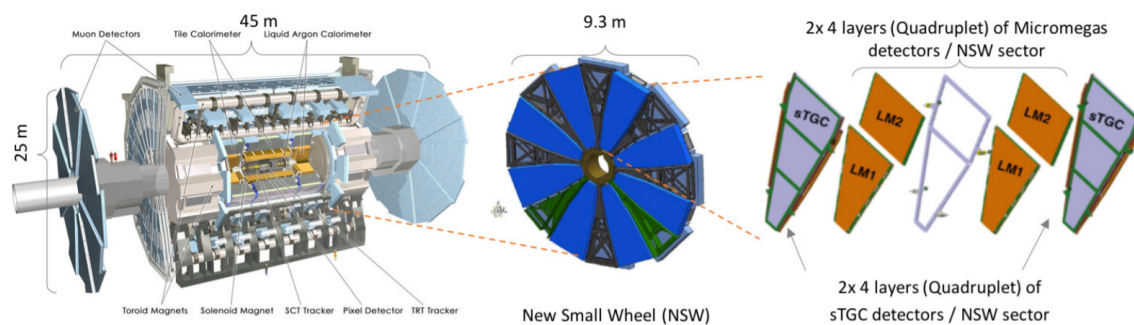 45 m
Muon Detectors
Tile Calorimeter
Liquid Argon Calorimeter
25 m
Toroid Magnets
Solenoid Magnet
SCT Tracker
Pixel Detector
TRT Tracker
9.3 m
New Small Wheel (NSW)
2x 4 layers (Quadruplet) of Micromegas
detectors / NSW sector
sTGC
LM2
LM1
LM2
LM1
sTGC
2x 4 layers (Quadruplet) of
sTGC detectors / NSW sector